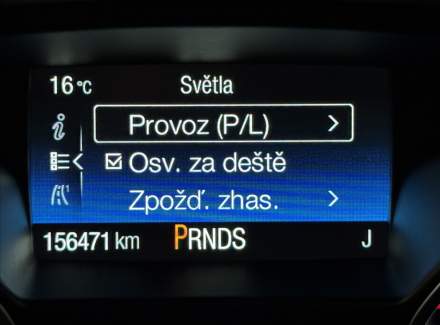 16 °C Světla
Provoz (P/L)
Osv. za deště
Zpožď. zhas.
156471 km PRNDS J